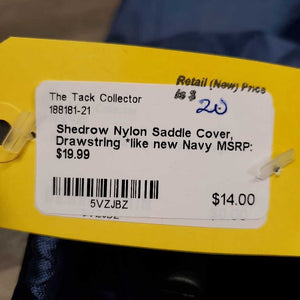 Retail (New) Price
is $ 20
The Tack Collector
188181-21
Shedrow Nylon Saddle Cover,
Drawstring *like new Navy MSRP:
$19.99
$14.00
5VZJBZ